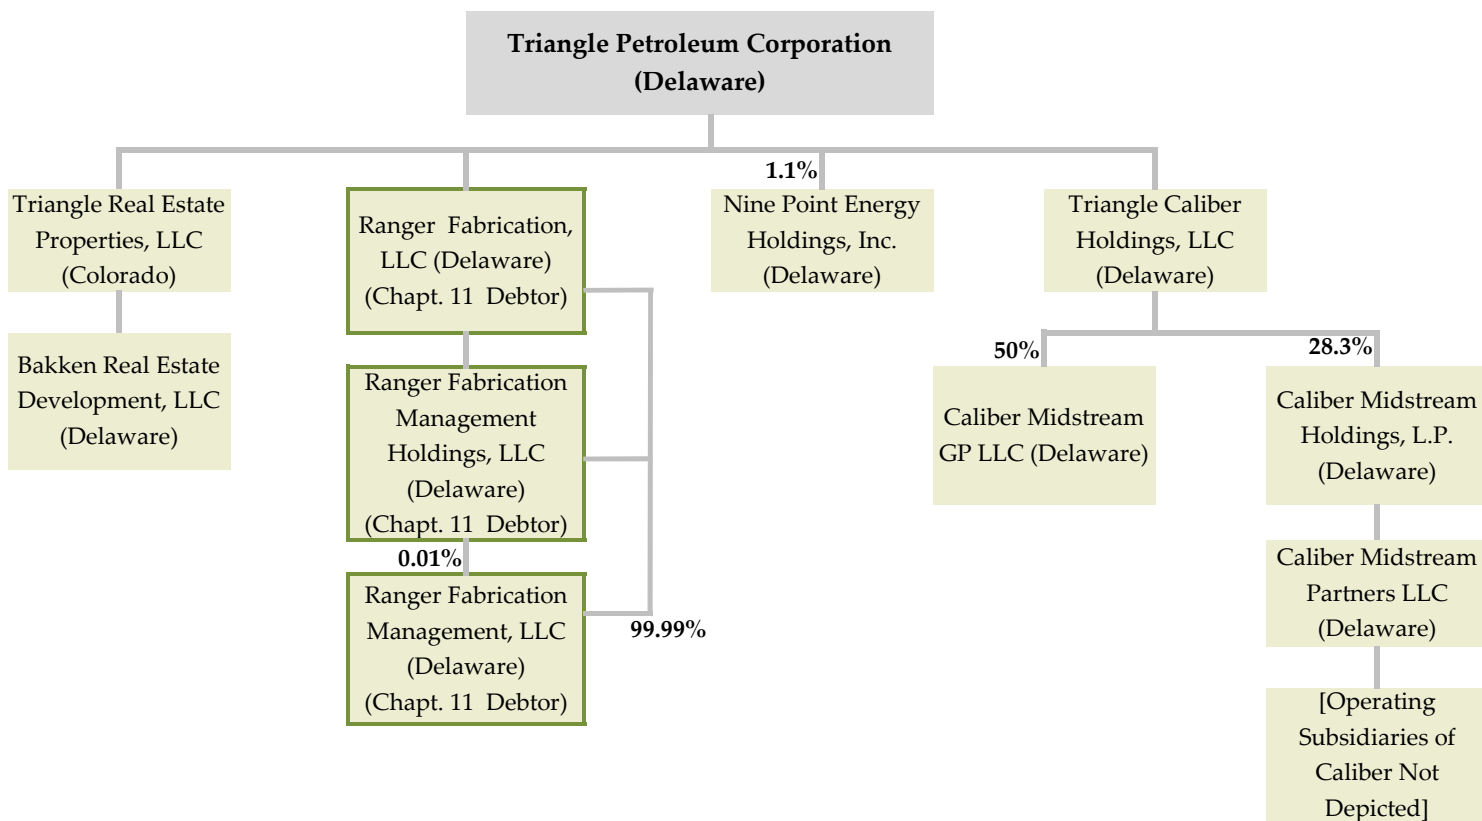 Triangle Petroleum Corporation
(Delaware)
1.1%
Triangle Real Estate
Properties, LLC
(Colorado)
Ranger Fabrication,
LLC (Delaware)
(Chapt. 11 Debtor)
Nine Point Energy
Holdings, Inc.
(Delaware)
Triangle Caliber
Holdings, LLC
(Delaware)
Bakken Real Estate
Development, LLC
(Delaware)
Ranger Fabrication
Management
Holdings, LLC
(Delaware)
(Chapt. 11 Debtor)
50%
28.3%
Caliber Midstream
GP LLC (Delaware)
Caliber Midstream
Holdings, L.P.
(Delaware)
0.01%
99.99%
Ranger Fabrication
Management, LLC
(Delaware)
(Chapt. 11 Debtor)
Caliber Midstream
Partners LLC
(Delaware)
[Operating
Subsidiaries of
Caliber Not
Depicted]